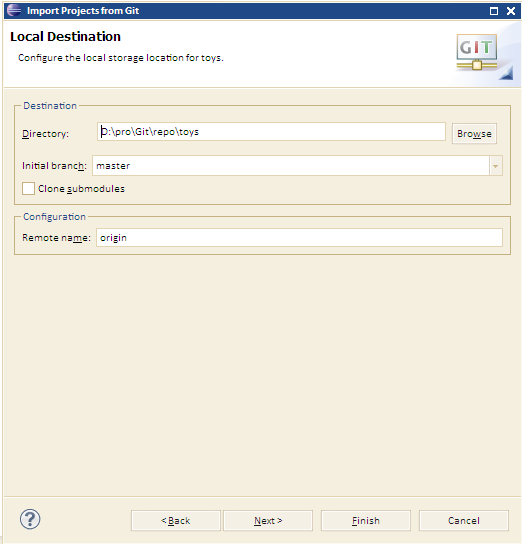 Import Projects from Git
Local Destination
Configure the local storage location for toys.
GIT
Destination
Directory: D:\pro\Git\repo\toys Browse
Initial branch: master
Clone submodules
Configuration
Remote name: origin
? < Back Next > Finish Cancel